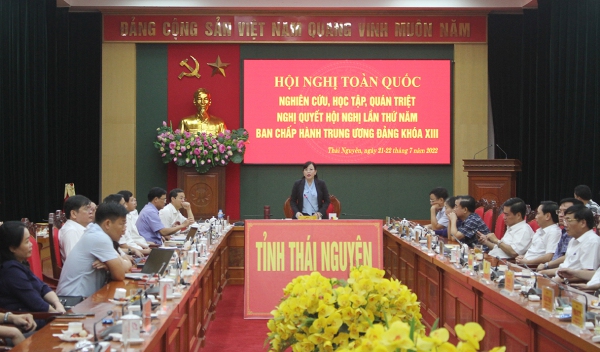 ĐẢNG CỘNG SẢN VIỆT NAM QUANG VINH MUÔN NĂM
HỘI NGHỊ TOÀN QUỐC
NGHIÊN CỨU, HỌC TẬP, QUÁN TRIỆT
NGHỊ QUYẾT HỘI NGHỊ LẦN THỨ NĂM
BAN CHẤP HÀNH TRUNG ƯƠNG ĐẢNG KHÓA XIII
Thái Nguyên, ngày 21-22 tháng 7 năm 2022
TỈNH THÁI NGUYÊN